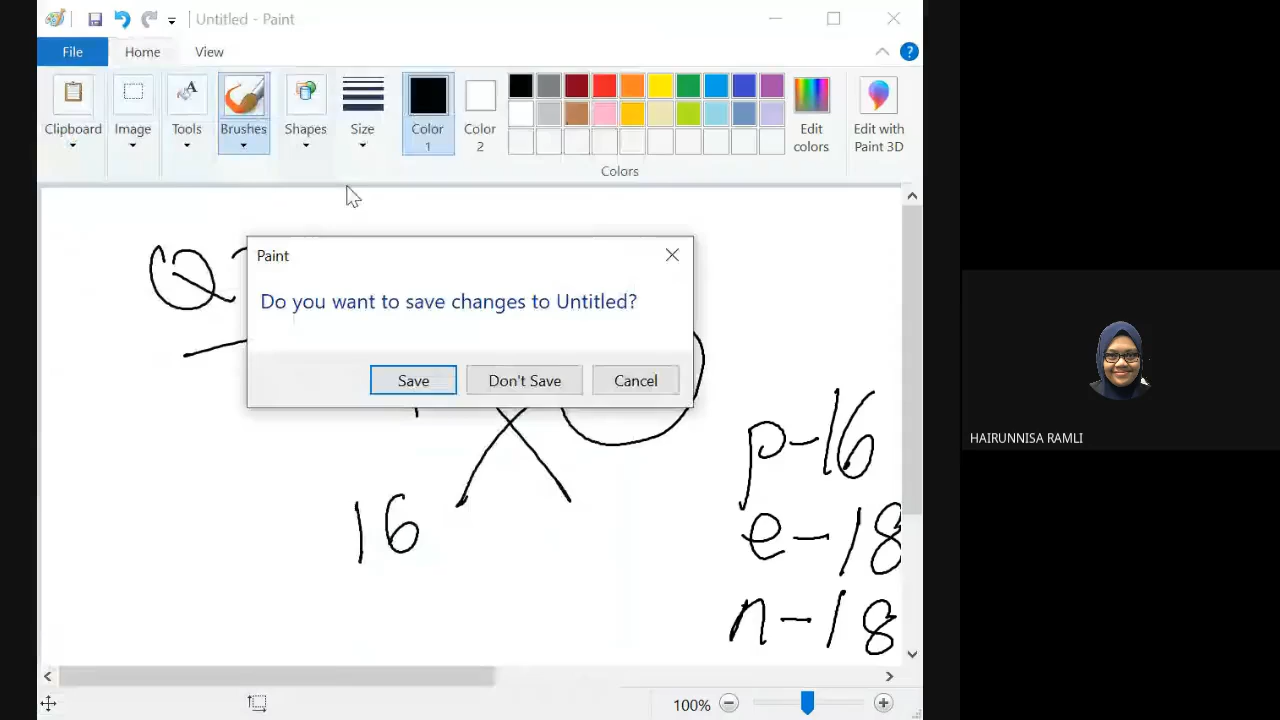 Untitled - Paint
File Home View
Clipboard Image Tools Brushes Shapes Size Color 1 Color 2 Edit colors Edit with Paint 3D
Colors
Q
Paint
Do you want to save changes to Untitled?
Save Don't Save Cancel
X
16
p-16
e-18
n-18
100%
HAIRUNNISA RAMLI